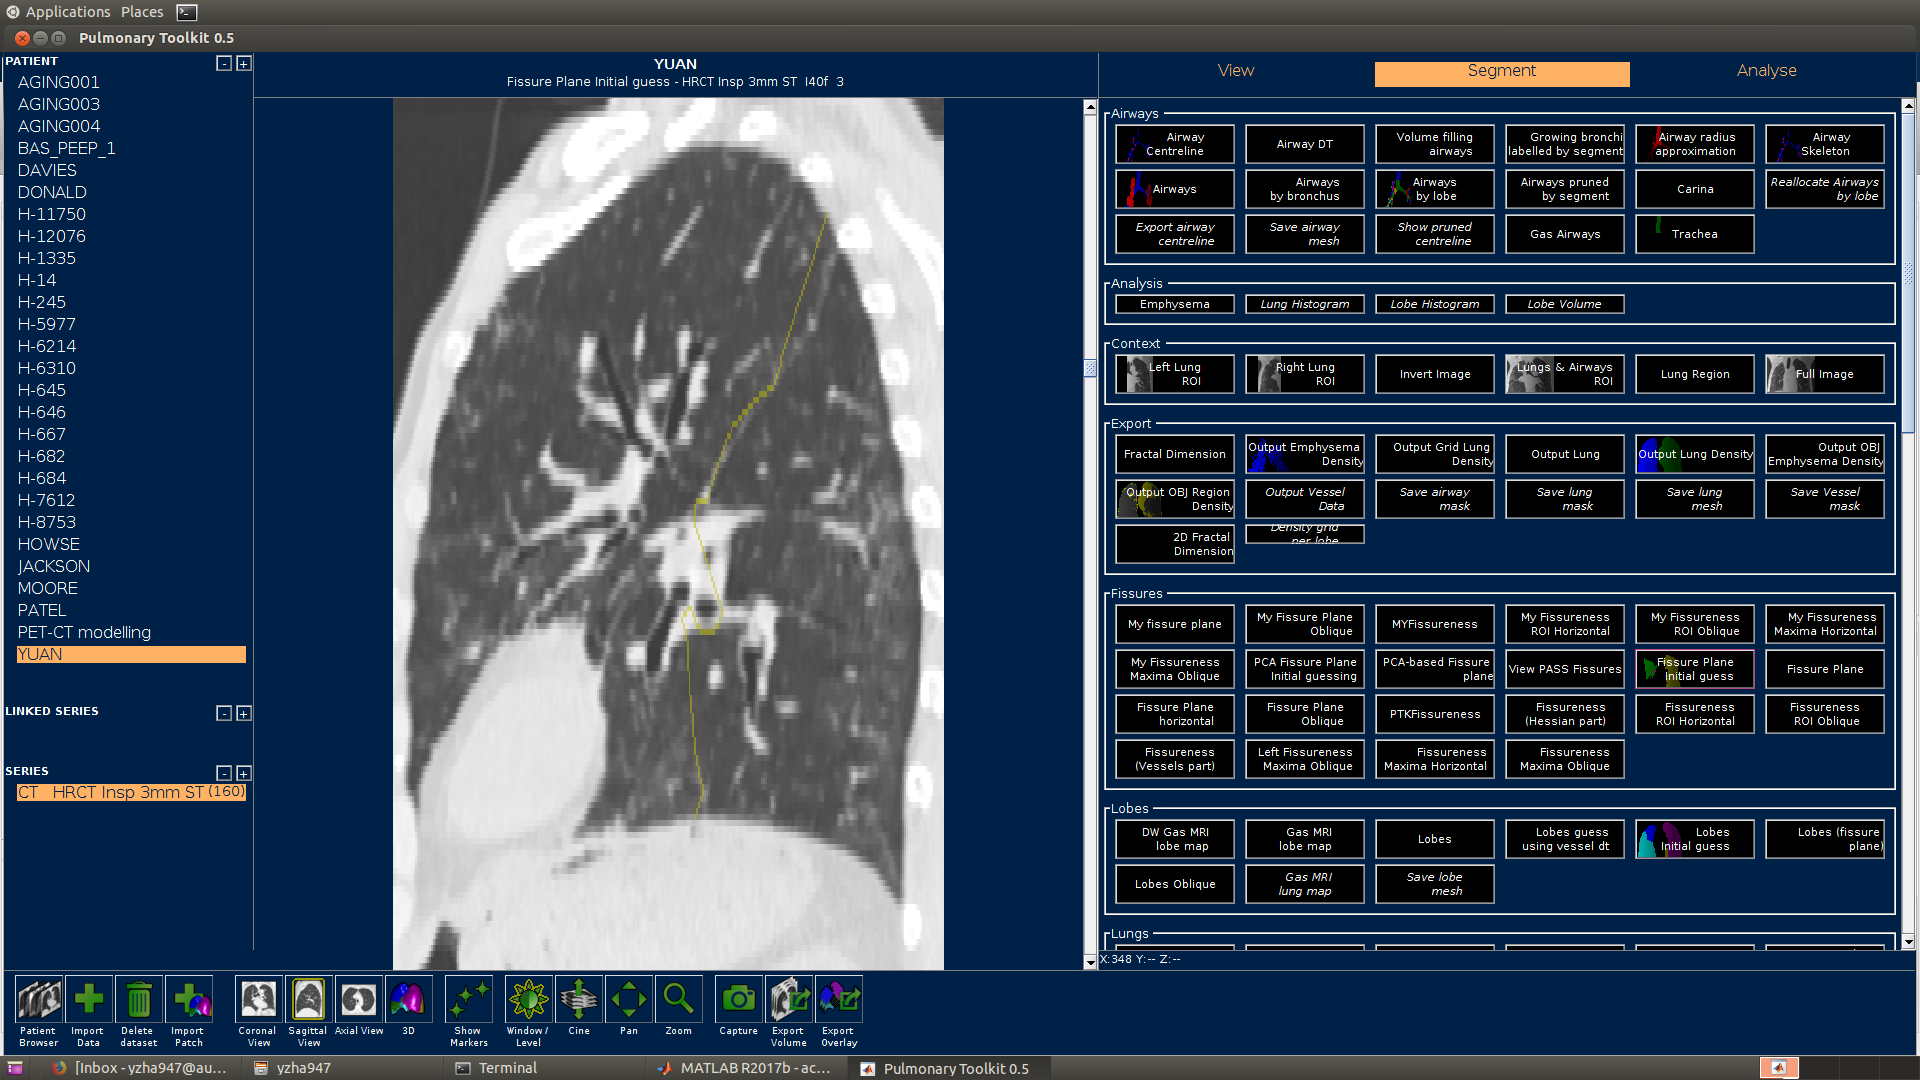 Applications Places
Pulmonary Toolkit 0.5
PATIENT - +
AGING001
AGING003
AGING004
BAS_PEEP_1
DAVIES
DONALD
H-11750
H-12076
H-1335
H-14
H-245
H-5977
H-6214
H-6310
H-645
H-646
H-667
H-682
H-684
H-7612
H-8753
HOWSE
JACKSON
MOORE
PATEL
PET-CT modelling
YUAN
LINKED SERIES - +
SERIES - +
CT HRCT Insp 3mm ST (160)
YUAN
Fissure Plane Initial guess - HRCT Insp 3mm ST I40f 3
View Segment Analyse
Airways
Airway
Centreline
Airway DT
Volume filling
airways
Growing bronchi
labelled by segment
Airway radius
approximation
Airway
Skeleton
Airways
Airways
by bronchus
Airways
by lobe
Airways pruned
by segment
Carina
Reallocate Airways
by lobe
Export airway
centreline
Save airway
mesh
Show pruned
centreline
Gas Airways
Trachea
Analysis
Emphysema
Lung Histogram
Lobe Histogram
Lobe Volume
Context
Left Lung
ROI
Right Lung
ROI
Invert Image
Lungs & Airways
ROI
Lung Region
Full Image
Export
Fractal Dimension
Output Emphysema
Density
Output Grid Lung
Density
Output Lung
Output Lung Density
Output OBJ
Emphysema Density
Output OBJ Region
Density
Output Vessel
Data
Save airway
mask
Save lung
mask
Save lung
mesh
Save Vessel
mask
2D Fractal
Dimension
Density grid
per lobe
Fissures
My fissure plane
My Fissure Plane
Oblique
MYFissureness
My Fissureness
ROI Horizontal
My Fissureness
ROI Oblique
My Fissureness
Maxima Horizontal
My Fissureness
Maxima Oblique
PCA Fissure Plane
Initial guessing
PCA-based Fissure
plane
View PASS Fissures
Fissure Plane
Initial guess
Fissure Plane
Fissure Plane
horizontal
Fissure Plane
Oblique
PTKFissureness
Fissureness
(Hessian part)
Fissureness
ROI Horizontal
Fissureness
ROI Oblique
Fissureness
(Vessels part)
Left Fissureness
Maxima Oblique
Fissureness
Maxima Horizontal
Fissureness
Maxima Oblique
Lobes
DW Gas MRI
lobe map
Gas MRI
lobe map
Lobes
Lobes guess
using vessel dt
Lobes
Initial guess
Lobes (fissure
plane)
Lobes Oblique
Gas MRI
lung map
Save lobe
mesh
Lungs
X:348 Y:-- Z:--
Patient
Browser
Import
Data
Delete
dataset
Import
Patch
Coronal
View
Sagittal
View
Axial View
3D
Show
Markers
Window /
Level
Cine
Pan
Zoom
Capture
Export
Volume
Export
Overlay
[Inbox - yzha947@au...
yzha947
Terminal
MATLAB R2017b - ac...
Pulmonary Toolkit 0.5